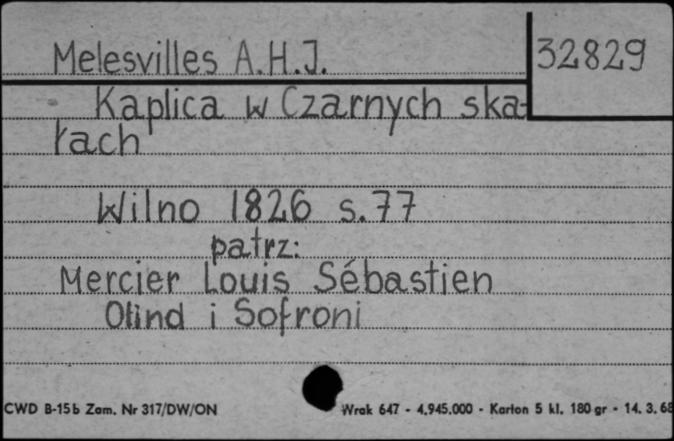 Melesvilles A.H.J. 32829
Kaplica w Czarnych ska-
łach
Wilno 1826 s.77
patrz:
Mercier Louis Sébastien
Olind i Sofroni
CWD B-15b Zam. Nr 317/DW/ON Wrak 647 - 4.945.000 - Karton 5 kl. 180 gr - 14. 3. 68